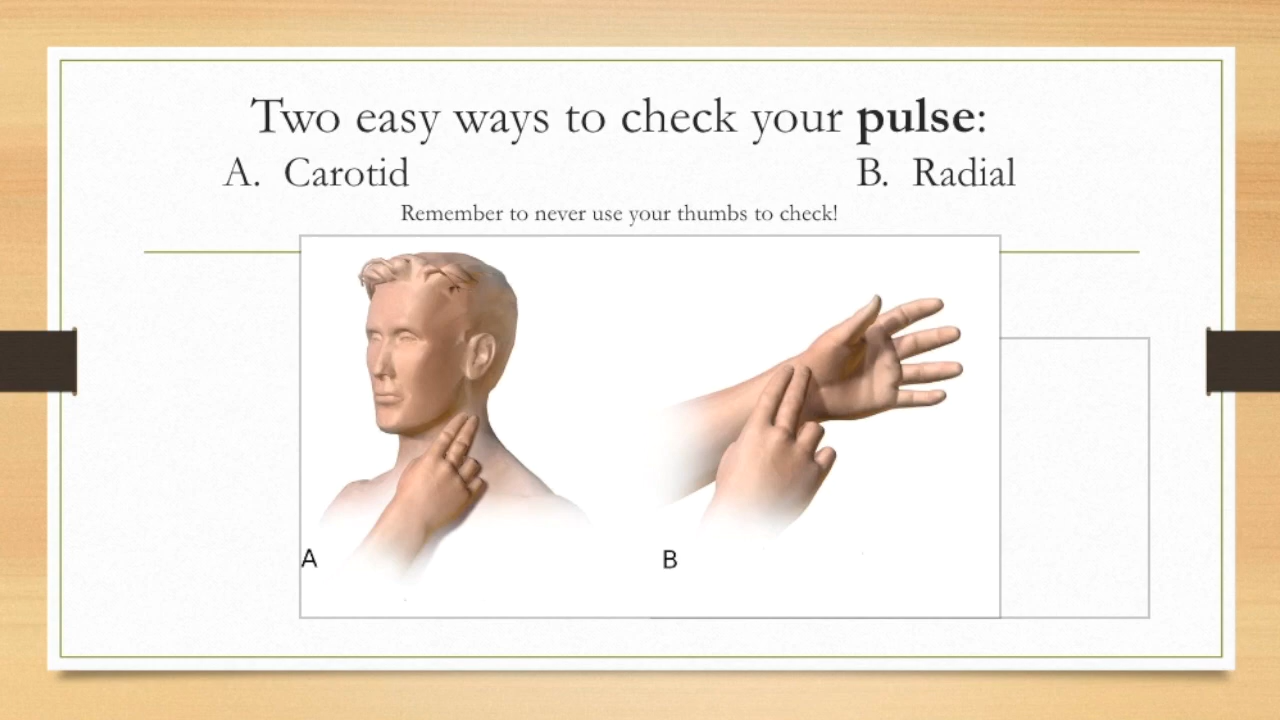 Two easy ways to check your pulse:
A. Carotid B. Radial
Remember to never use your thumbs to check!
A B